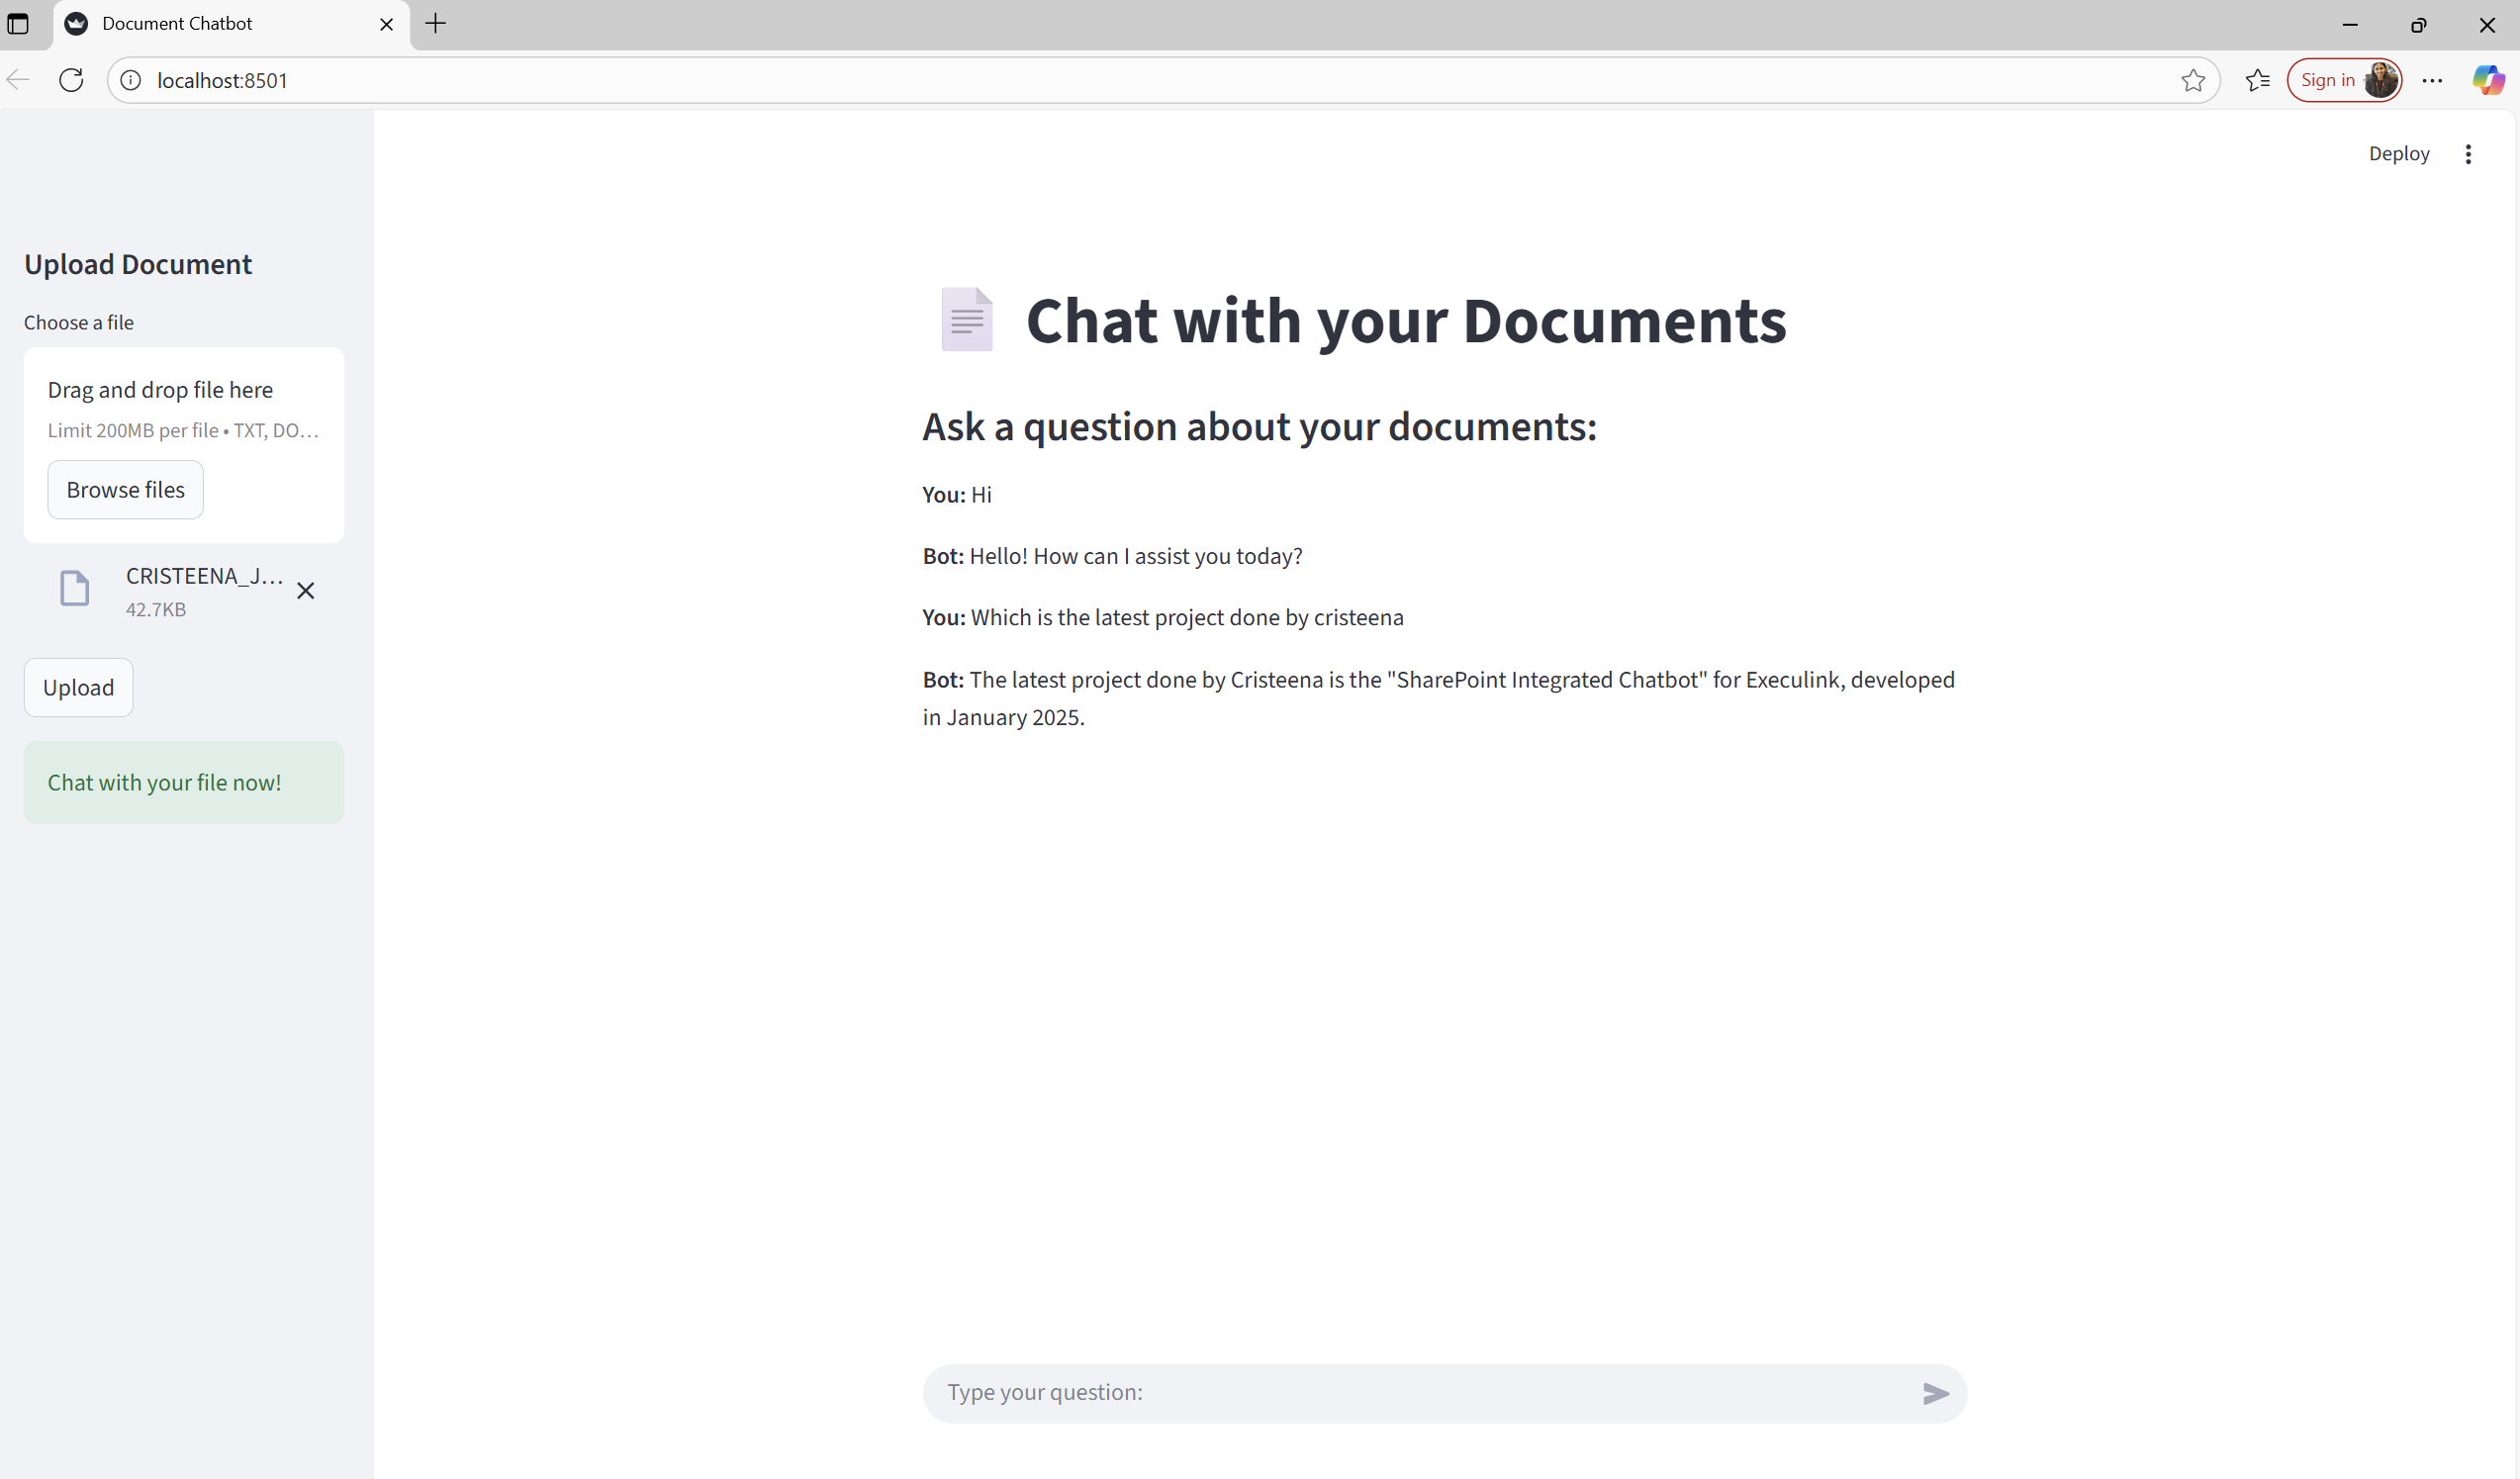 Document Chatbot
localhost:8501
Sign in
Deploy
Upload Document
Choose a file
Drag and drop file here
Limit 200MB per file • TXT, DO...
Browse files
CRISTEENA_J...
42.7KB
Upload
Chat with your file now!
Chat with your Documents
Ask a question about your documents:
You: Hi
Bot: Hello! How can I assist you today?
You: Which is the latest project done by cristeena
Bot: The latest project done by Cristeena is the "SharePoint Integrated Chatbot" for Execulink, developed
in January 2025.
Type your question: